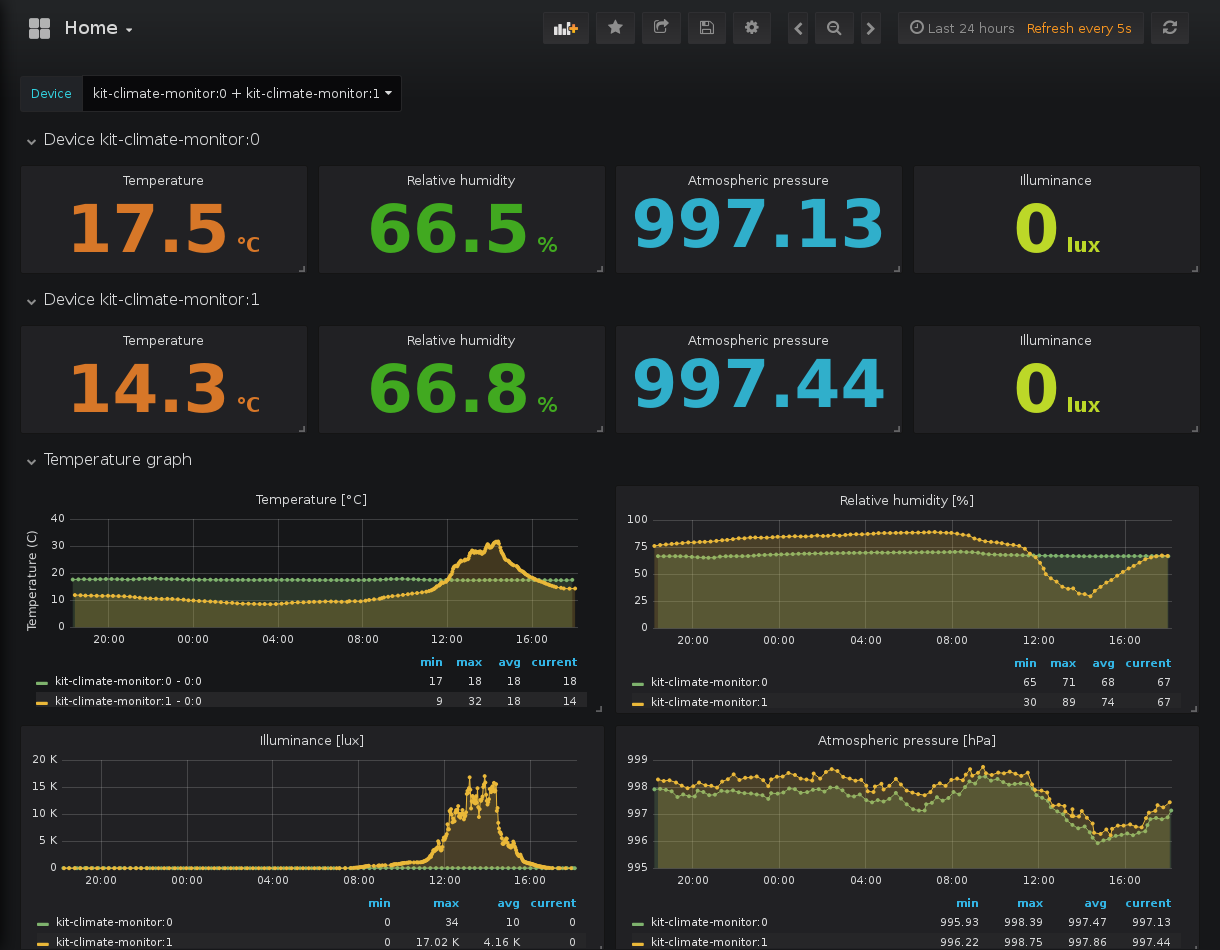 Home
Last 24 hours Refresh every 5s
Device kit-climate-monitor:0 + kit-climate-monitor:1
Device kit-climate-monitor:0
Temperature Relative humidity Atmospheric pressure Illuminance
17.5 °C 66.5 % 997.13 0 lux
Device kit-climate-monitor:1
Temperature Relative humidity Atmospheric pressure Illuminance
14.3 °C 66.8 % 997.44 0 lux
Temperature graph
Temperature [°C]
Temperature (C)
40
30
20
10
0
20:00 00:00 04:00 08:00 12:00 16:00
min max avg current
kit-climate-monitor:0 - 0:0 17 18 18 18
kit-climate-monitor:1 - 0:0 9 32 18 14
Relative humidity [%]
100
75
50
25
0
20:00 00:00 04:00 08:00 12:00 16:00
min max avg current
kit-climate-monitor:0 65 71 68 67
kit-climate-monitor:1 30 89 74 67
Illuminance [lux]
20 K
15 K
10 K
5 K
0
20:00 00:00 04:00 08:00 12:00 16:00
min max avg current
kit-climate-monitor:0 0 34 10 0
kit-climate-monitor:1 0 17.02 K 4.16 K 0
Atmospheric pressure [hPa]
999
998
997
996
995
20:00 00:00 04:00 08:00 12:00 16:00
min max avg current
kit-climate-monitor:0 995.93 998.39 997.47 997.13
kit-climate-monitor:1 996.22 998.75 997.86 997.44